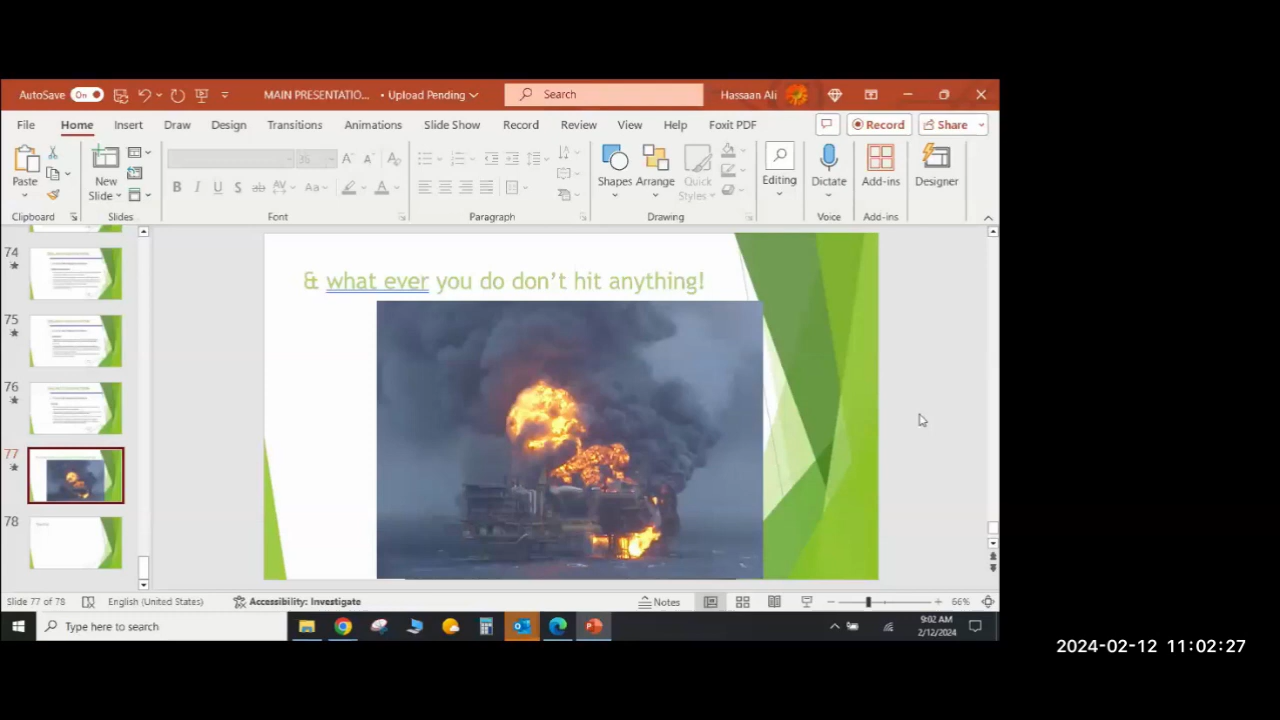 AutoSave On MAIN PRESENTATIO... • Upload Pending Search Hassaan Ali
File Home Insert Draw Design Transitions Animations Slide Show Record Review View Help Foxit PDF Record Share
Paste New Slide 35 B I U S ab AV Aa A Shapes Arrange Quick Styles Editing Dictate Add-ins Designer
Clipboard Slides Font Paragraph Drawing Voice Add-ins
74
75
76
77
78
& what ever you do don't hit anything!
Slide 77 of 78 English (United States) Accessibility: Investigate Notes 66%
Type here to search 9:02 AM
2/12/2024
2024-02-12 11:02:27